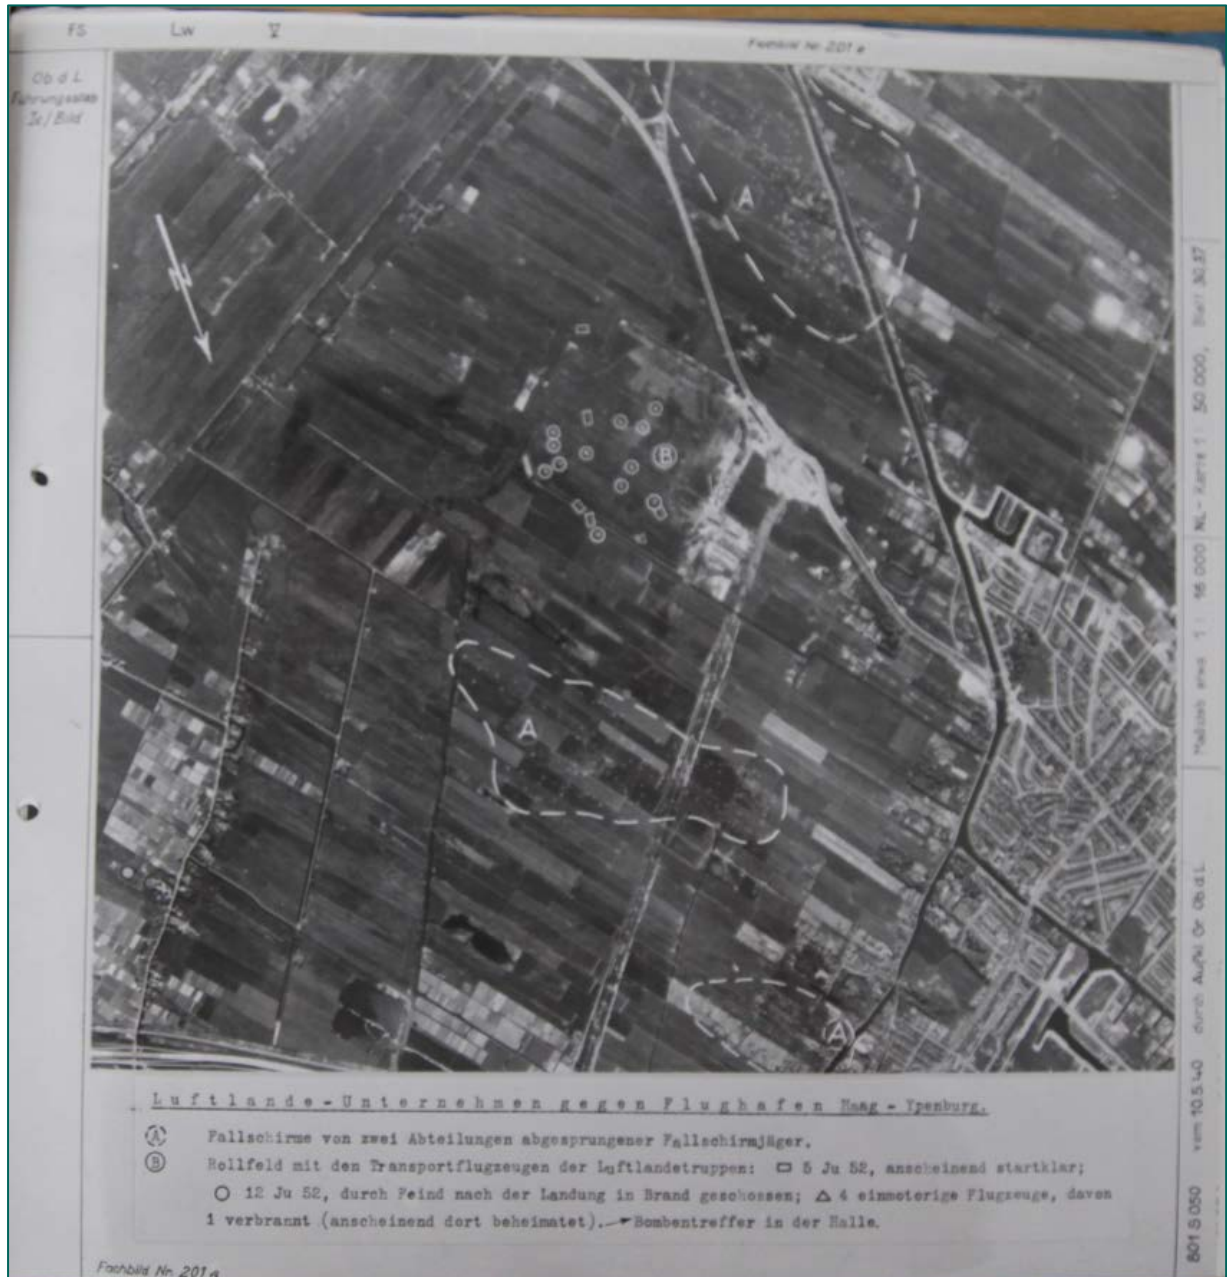 FS Lw V
Fachbild Nr. 201a
Ob d L
Führungsstab
Ic/Bild
N
A
B
A
A
Luftlande-Unternehmen gegen Flughafen Haag - Ypenburg.
A Fallschirme von zwei Abteilungen abgesprungener Fallschirmjäger.
B Rollfeld mit den Transportflugzeugen der Luftlandetruppen: 5 Ju 52, anscheinend startklar;
12 Ju 52, durch Feind nach der Landung in Brand geschossen; 4 einmotorige Flugzeuge, davon
1 verbrannt (anscheinend dort beheimatet). Bombentreffer in der Halle.
Fachbild Nr. 201a
801 S 050 vom 10.5.40 durch Aufkl. Gr. Ob.d.L. Maßstab etwa 1 : 16 000 NL-Karte 1 : 50.000, Blatt 30,37